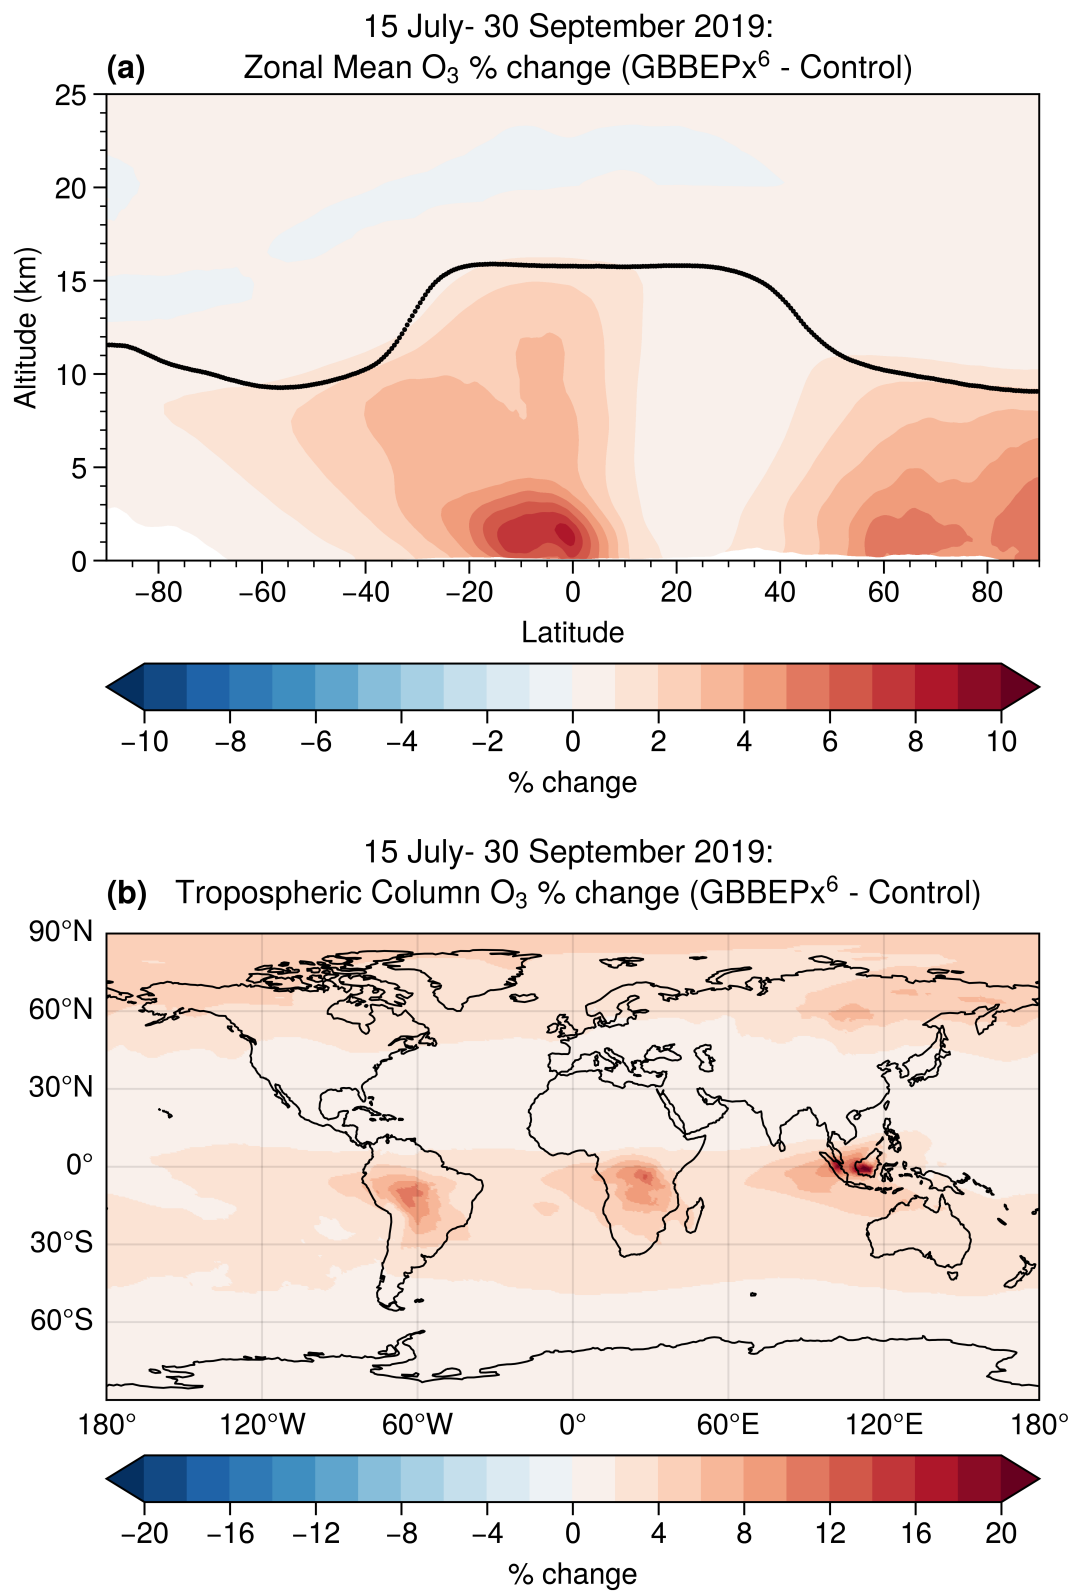 15 July- 30 September 2019:
(a) Zonal Mean O₃ % change (GBBEPx⁶ - Control)
25
20
15
10
5
0
Altitude (km)
−80 −60 −40 −20 0 20 40 60 80
Latitude
−10 −8 −6 −4 −2 0 2 4 6 8 10
% change
15 July- 30 September 2019:
(b) Tropospheric Column O₃ % change (GBBEPx⁶ - Control)
90°N
60°N
30°N
0°
30°S
60°S
180° 120°W 60°W 0° 60°E 120°E 180°
−20 −16 −12 −8 −4 0 4 8 12 16 20
% change